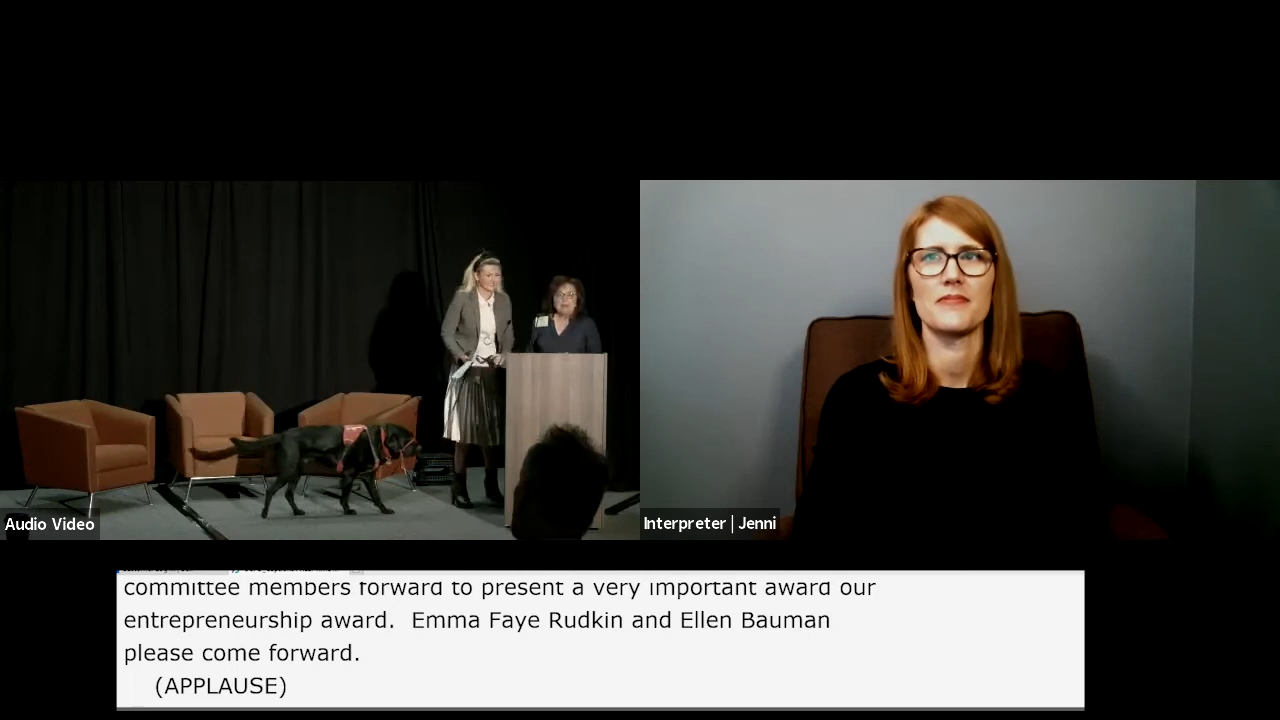 Audio Video
Interpreter | Jenni
committee members forward to present a very important award our
entrepreneurship award.  Emma Faye Rudkin and Ellen Bauman
please come forward.
(APPLAUSE)